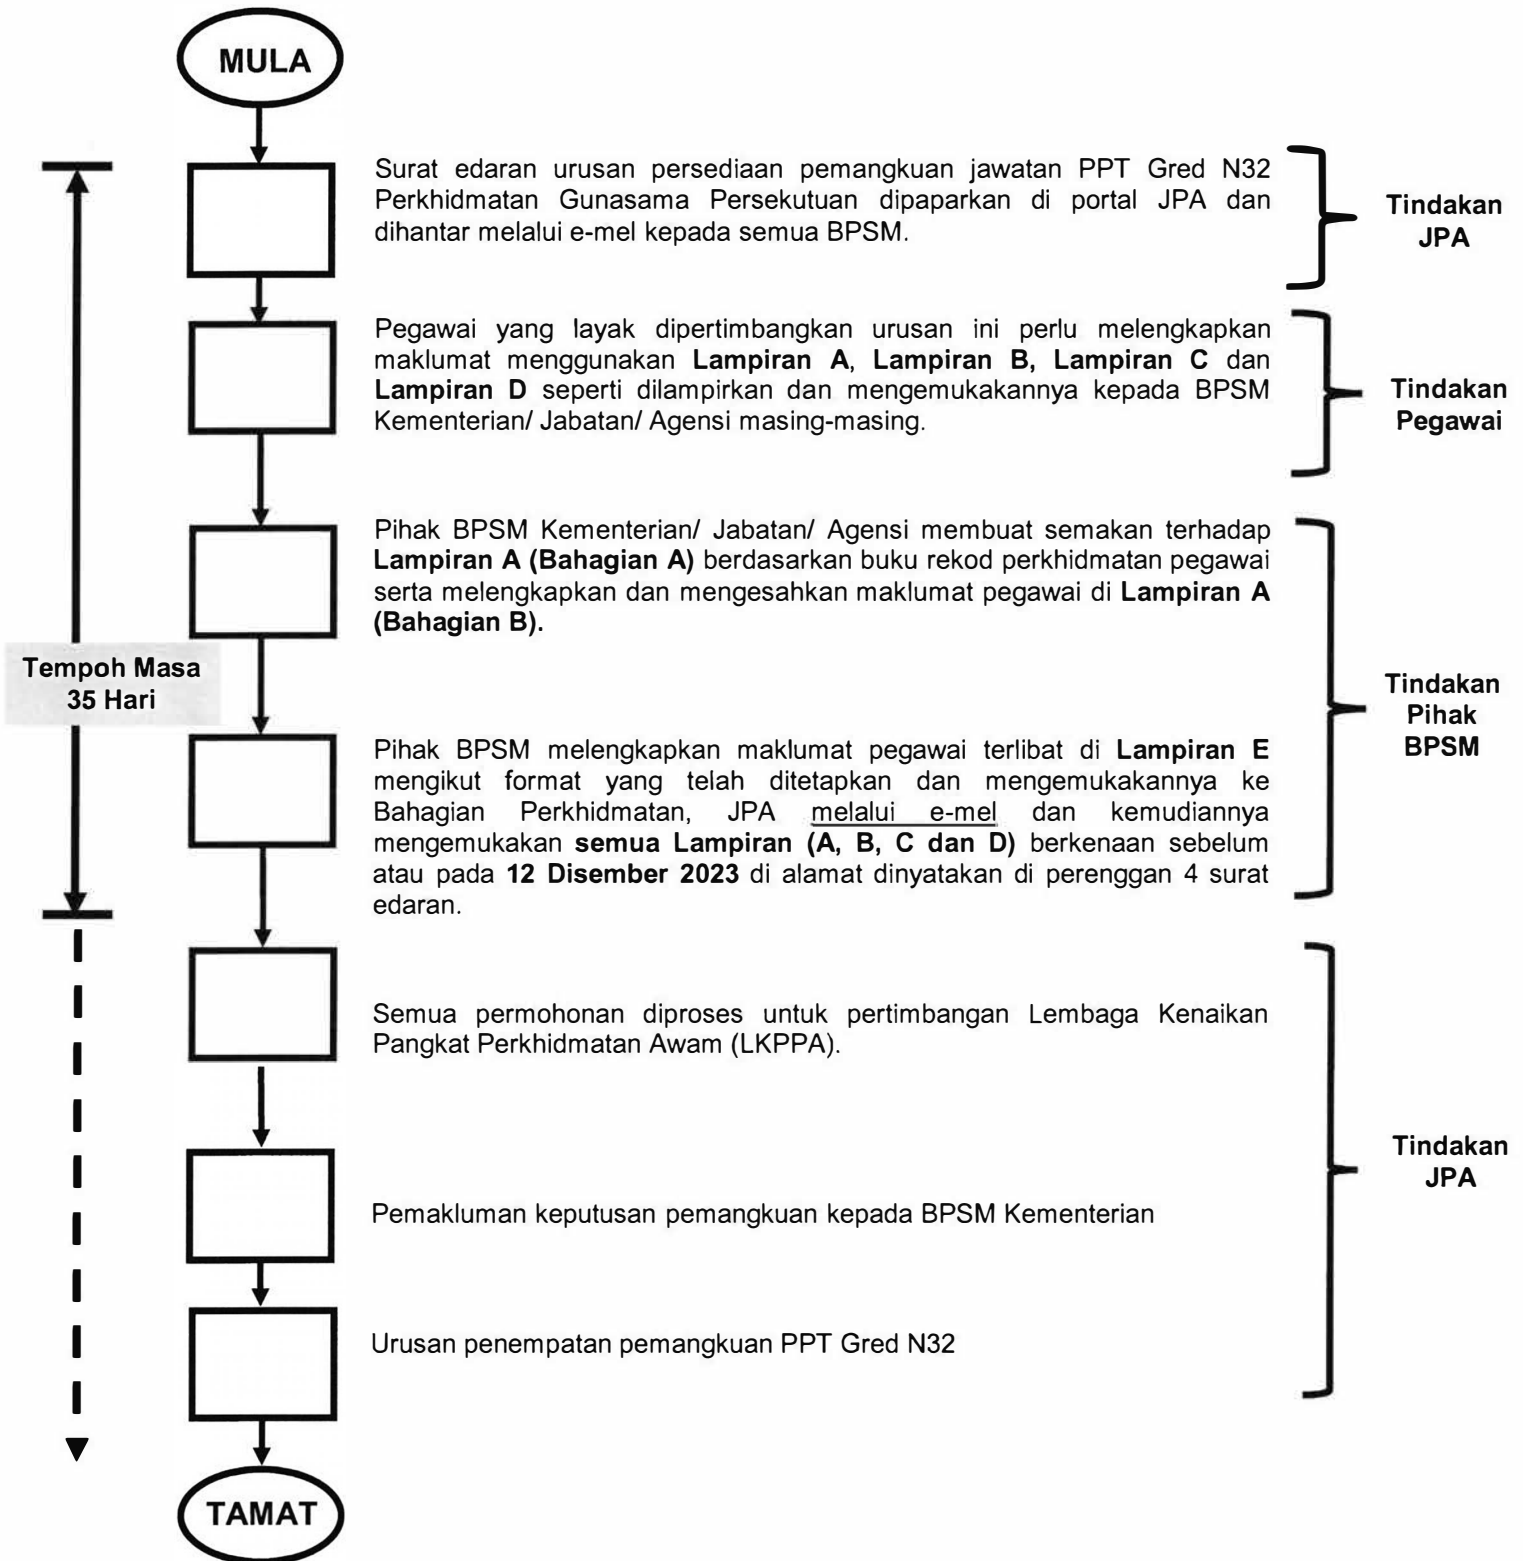 MULA
Surat edaran urusan persediaan pemangkuan jawatan PPT Gred N32
Perkhidmatan Gunasama Persekutuan dipaparkan di portal JPA dan
dihantar melalui e-mel kepada semua BPSM.
Tindakan
JPA
Pegawai yang layak dipertimbangkan urusan ini perlu melengkapkan
maklumat menggunakan Lampiran A, Lampiran B, Lampiran C dan
Lampiran D seperti dilampirkan dan mengemukakannya kepada BPSM
Kementerian/ Jabatan/ Agensi masing-masing.
Tindakan
Pegawai
Pihak BPSM Kementerian/ Jabatan/ Agensi membuat semakan terhadap
Lampiran A (Bahagian A) berdasarkan buku rekod perkhidmatan pegawai
serta melengkapkan dan mengesahkan maklumat pegawai di Lampiran A
(Bahagian B).
Tempoh Masa
35 Hari
Tindakan
Pihak
BPSM
Pihak BPSM melengkapkan maklumat pegawai terlibat di Lampiran E
mengikut format yang telah ditetapkan dan mengemukakannya ke
Bahagian Perkhidmatan, JPA melalui e-mel dan kemudiannya
mengemukakan semua Lampiran (A, B, C dan D) berkenaan sebelum
atau pada 12 Disember 2023 di alamat dinyatakan di perenggan 4 surat
edaran.
Semua permohonan diproses untuk pertimbangan Lembaga Kenaikan
Pangkat Perkhidmatan Awam (LKPPA).
Tindakan
JPA
Pemakluman keputusan pemangkuan kepada BPSM Kementerian
Urusan penempatan pemangkuan PPT Gred N32
TAMAT